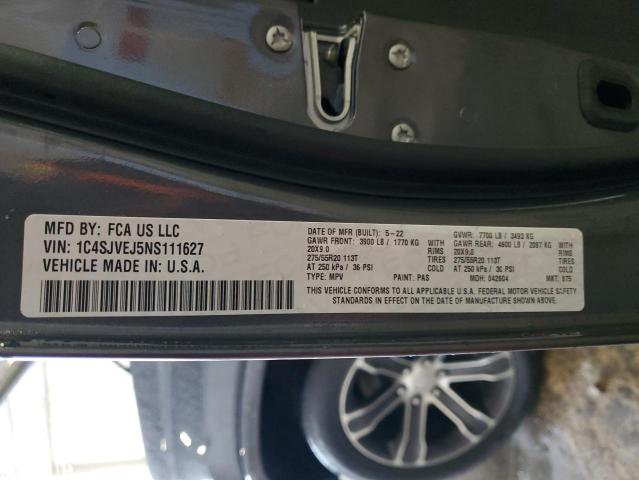 MFD BY: FCA US LLC
VIN: 1C4SJVEJ5NS111627
VEHICLE MADE IN: U.S.A.
DATE OF MFR (BUILT): 5-22 GVWR: 7700 LB / 3493 KG
GAWR FRONT: 3900 LB / 1770 KG WITH GAWR REAR: 4600 LB / 2087 KG WITH
20X9.0 RIMS 20X9.0 RIMS
275/55R20 113T TIRES 275/55R20 113T TIRES
AT 250 kPa / 36 PSI COLD AT 250 kPa / 36 PSI COLD
TYPE: MPV PAINT: PAS MDH: 042604 MKT: 875
THIS VEHICLE CONFORMS TO ALL APPLICABLE U.S.A. FEDERAL MOTOR VEHICLE SAFETY
STANDARDS IN EFFECT ON THE DATE OF MANUFACTURE SHOWN ABOVE.